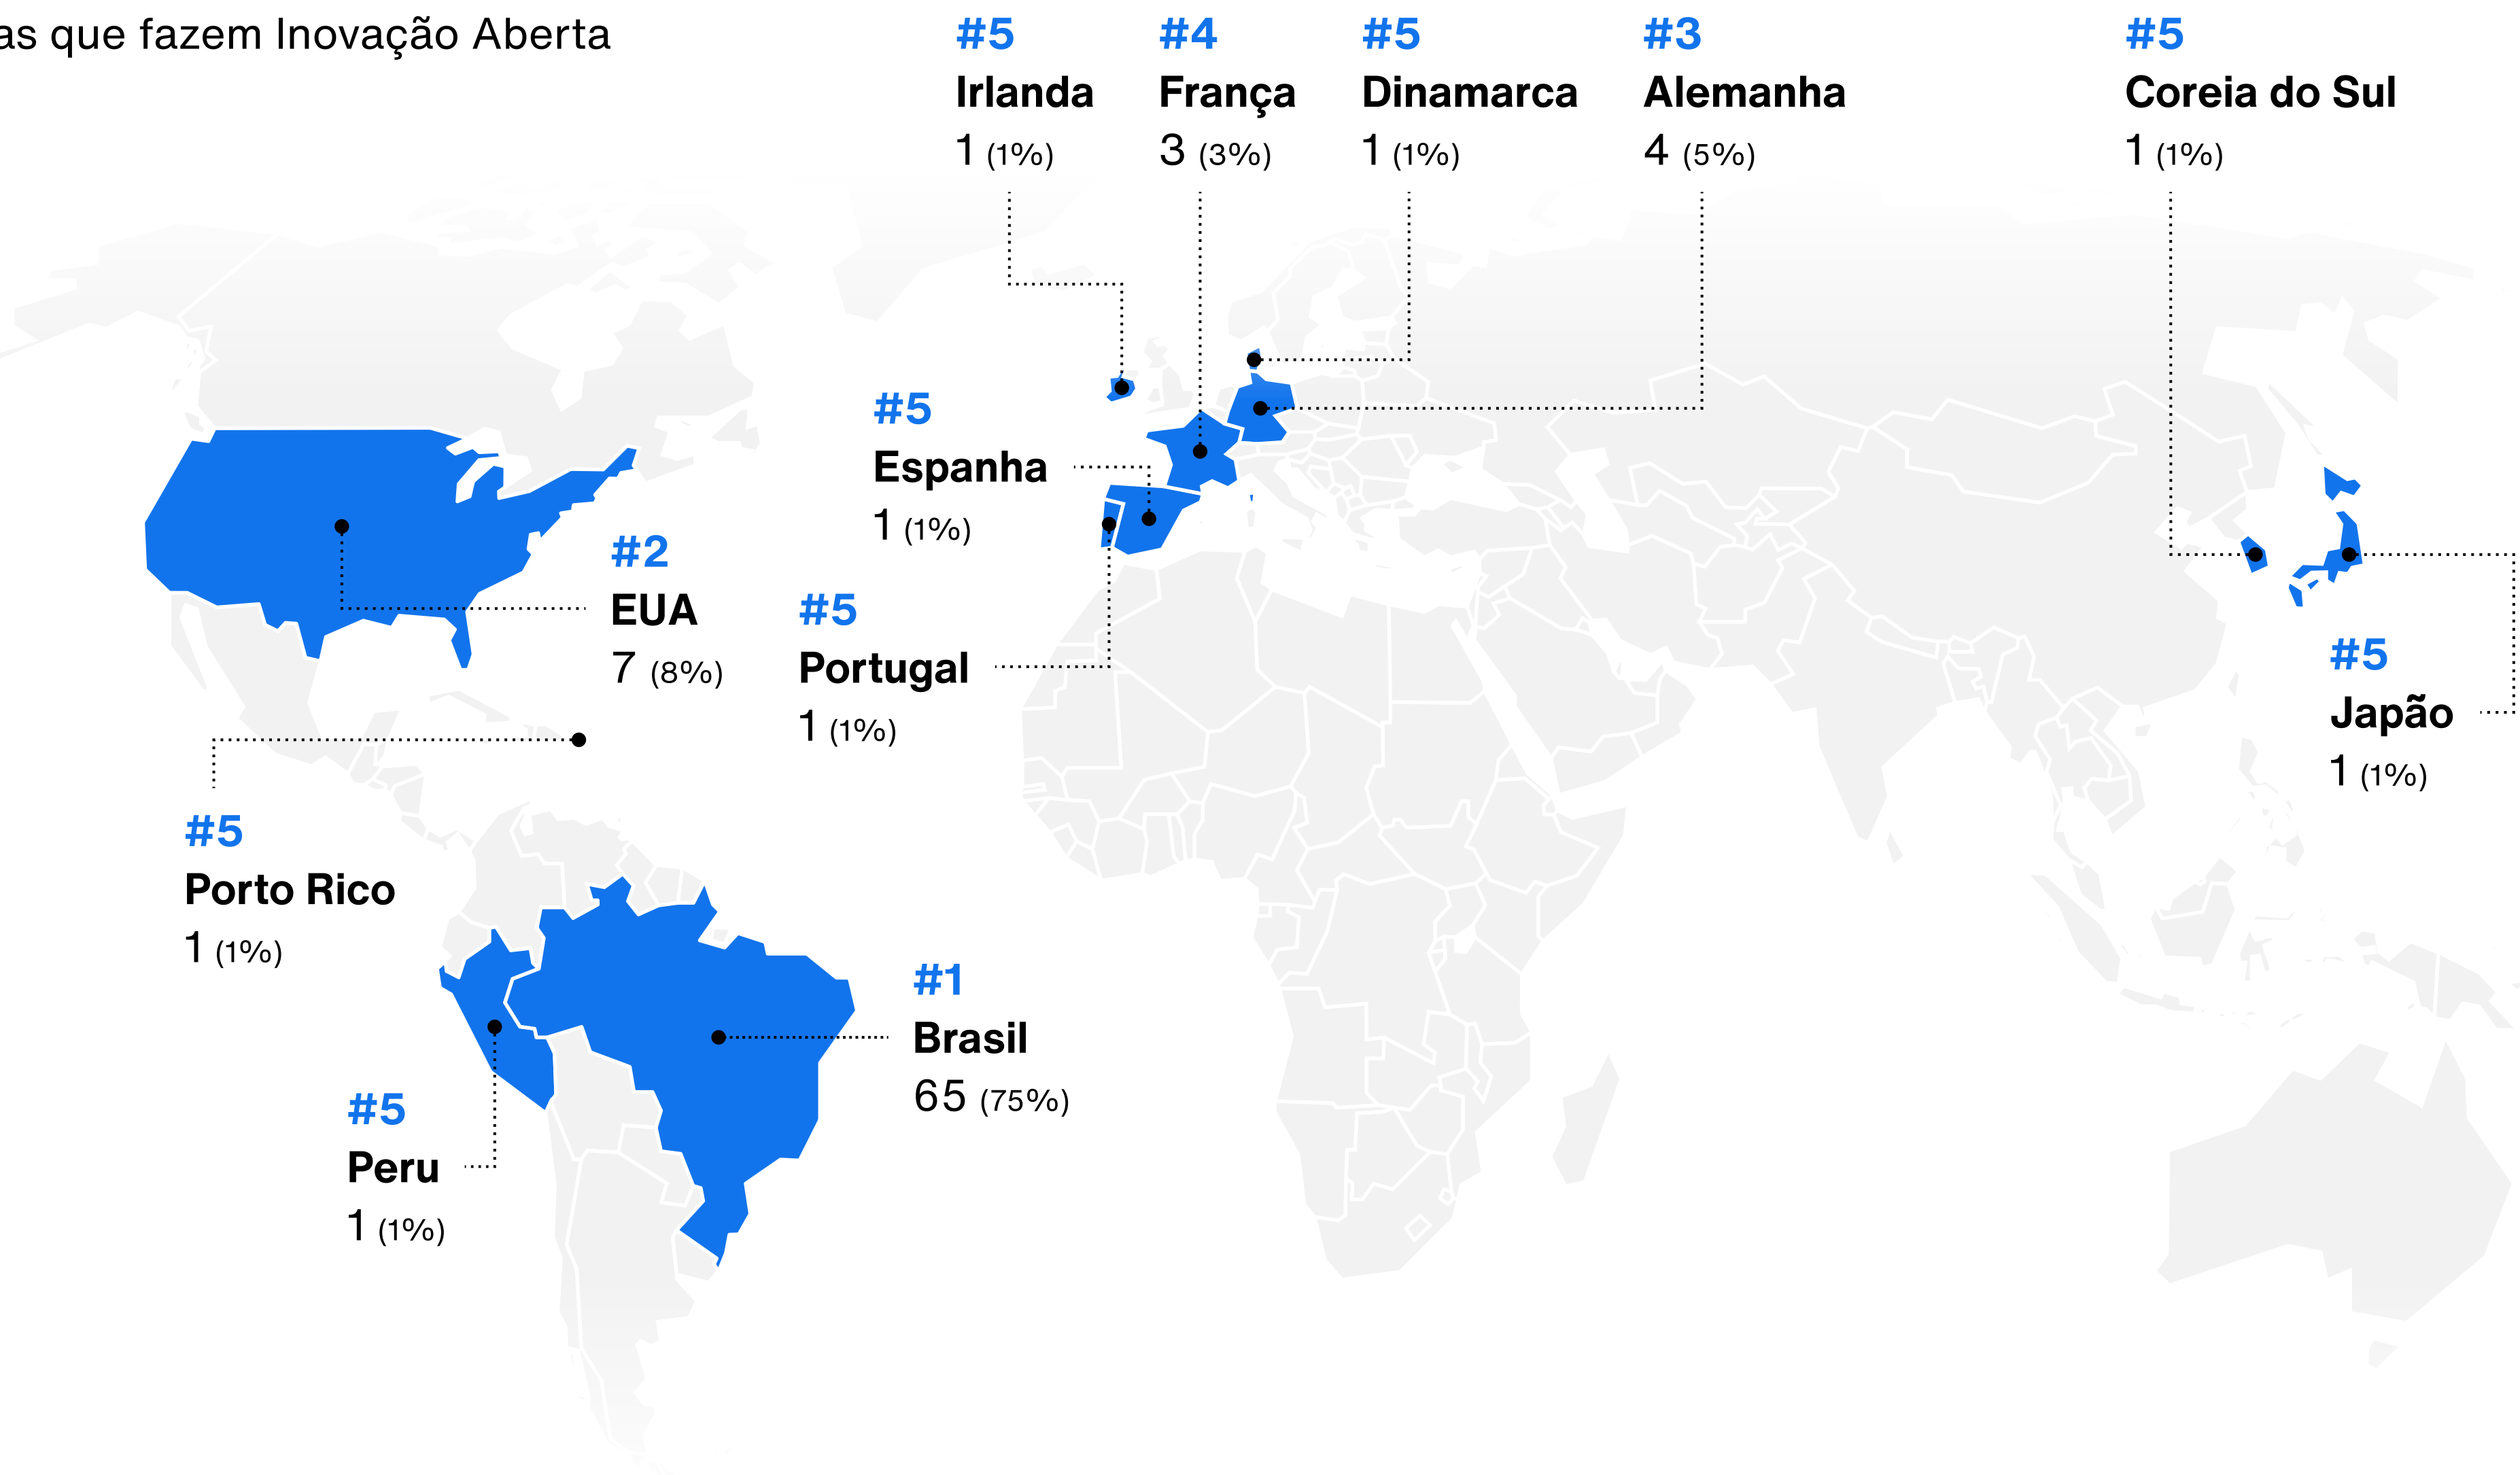 as que fazem Inovação Aberta
#5
Irlanda
1 (1%)
#4
França
3 (3%)
#5
Dinamarca
1 (1%)
#3
Alemanha
4 (5%)
#5
Coreia do Sul
1 (1%)
#5
Espanha
1 (1%)
#2
EUA
7 (8%)
#5
Portugal
1 (1%)
#5
Japão
1 (1%)
#5
Porto Rico
1 (1%)
#1
Brasil
65 (75%)
#5
Peru
1 (1%)